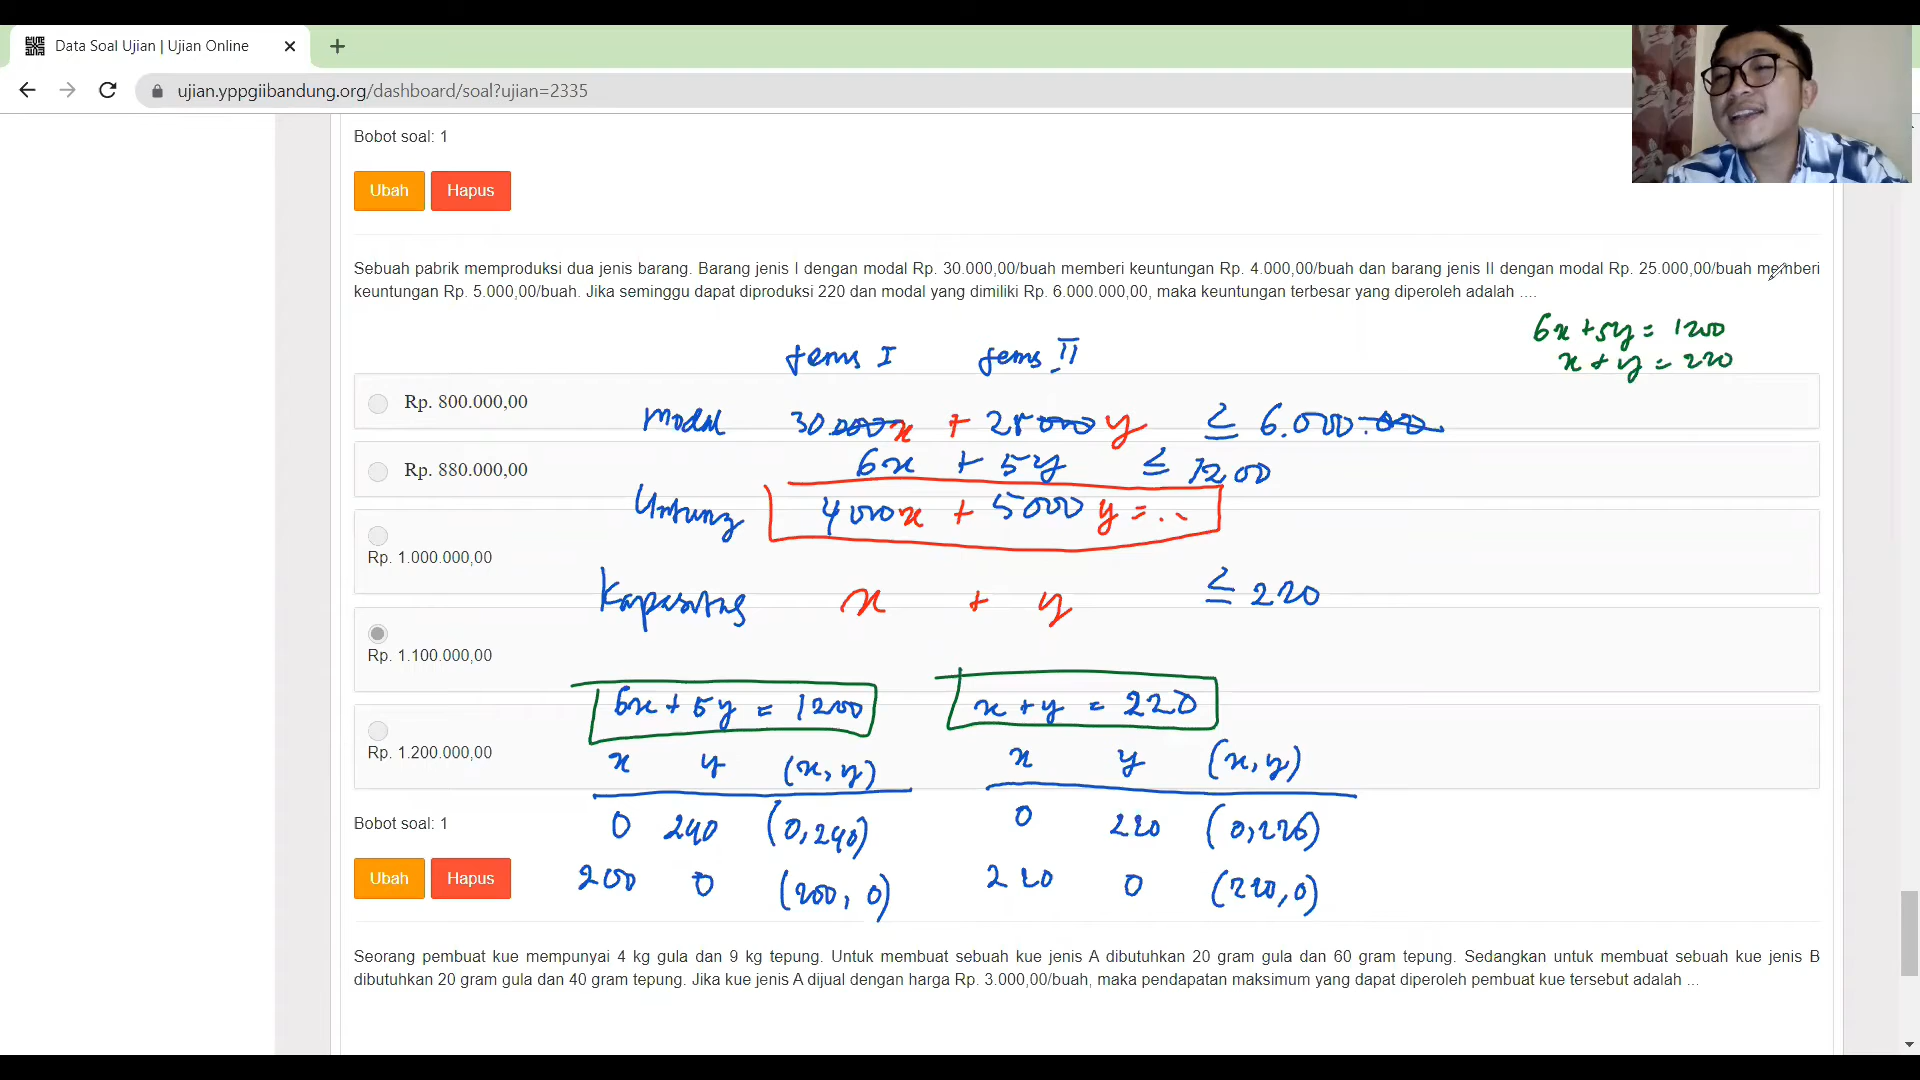 Data Soal Ujian | Ujian Online
ujian.yppgiibandung.org/dashboard/soal?ujian=2335
Bobot soal: 1
Ubah Hapus
Sebuah pabrik memproduksi dua jenis barang. Barang jenis I dengan modal Rp. 30.000,00/buah memberi keuntungan Rp. 4.000,00/buah dan barang jenis II dengan modal Rp. 25.000,00/buah memberi
keuntungan Rp. 5.000,00/buah. Jika seminggu dapat diproduksi 220 dan modal yang dimiliki Rp. 6.000.000,00, maka keuntungan terbesar yang diperoleh adalah ....
6x + 5y = 1200
x + y = 220
Jenis I Jenis II
Rp. 800.000,00
Modal 30.000x + 25000y ≤ 6.000.00
Rp. 880.000,00
6x + 5y ≤ 1200
Untung 4000x + 5000y = ...
Rp. 1.000.000,00
Kapasitas x + y ≤ 220
Rp. 1.100.000,00
6x + 5y = 1200 x + y = 220
Rp. 1.200.000,00
x y (x,y) x y (x,y)
Bobot soal: 1
0 240 (0,240) 0 220 (0,220)
Ubah Hapus
200 0 (200, 0) 220 0 (220,0)
Seorang pembuat kue mempunyai 4 kg gula dan 9 kg tepung. Untuk membuat sebuah kue jenis A dibutuhkan 20 gram gula dan 60 gram tepung. Sedangkan untuk membuat sebuah kue jenis B
dibutuhkan 20 gram gula dan 40 gram tepung. Jika kue jenis A dijual dengan harga Rp. 3.000,00/buah, maka pendapatan maksimum yang dapat diperoleh pembuat kue tersebut adalah ...